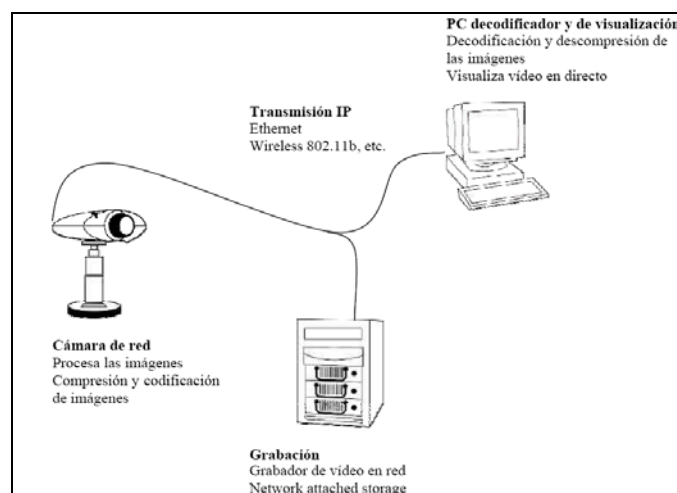 PC decodificador y de visualización
Decodificación y descompresión de
las imágenes
Visualiza vídeo en directo
Transmisión IP
Ethernet
Wireless 802.11b, etc.
Cámara de red
Procesa las imágenes
Compresión y codificación
de imágenes
Grabación
Grabador de vídeo en red
Network attached storage